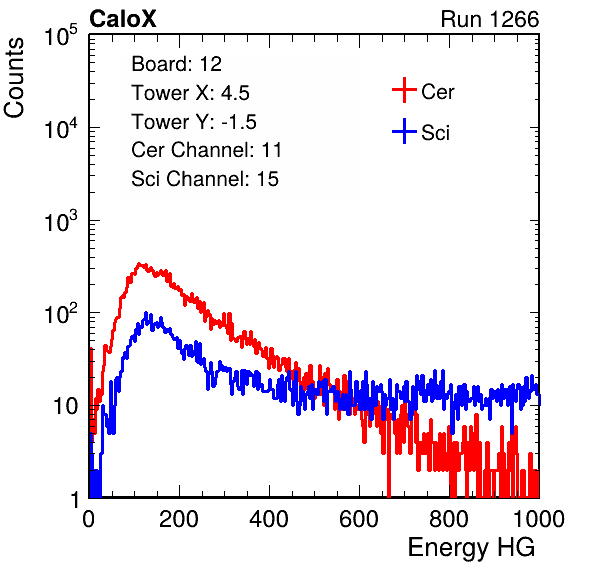 CaloX Run 1266
Counts
10^5
10^4
10^3
10^2
10
1
Board: 12
Tower X: 4.5
Tower Y: -1.5
Cer Channel: 11
Sci Channel: 15
Cer
Sci
0 200 400 600 800 1000
Energy HG